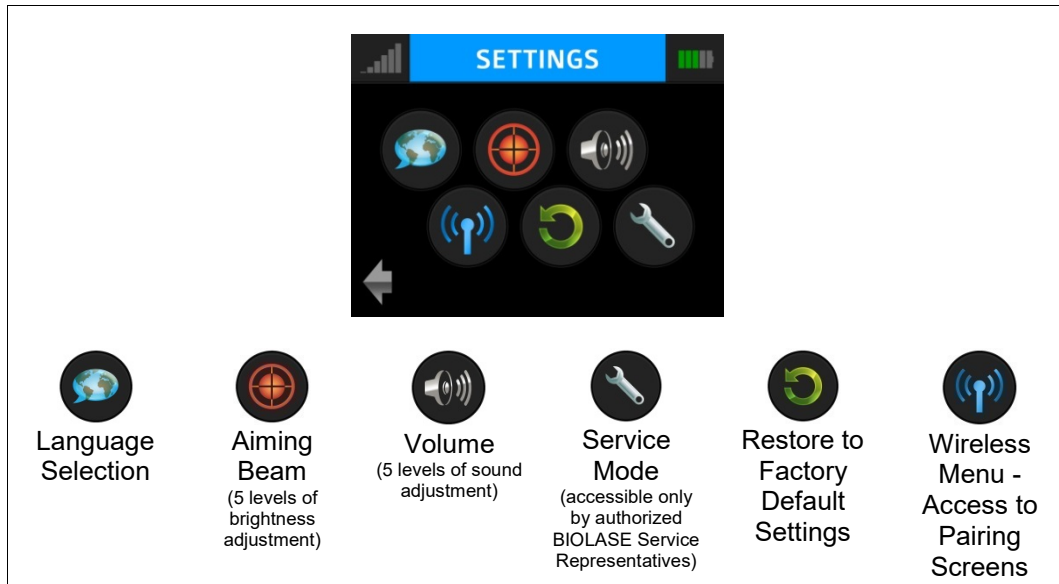 SETTINGS
Language
Selection
Aiming
Beam
(5 levels of
brightness
adjustment)
Volume
(5 levels of sound
adjustment)
Service
Mode
(accessible only
by authorized
BIOLASE Service
Representatives)
Restore to
Factory
Default
Settings
Wireless
Menu -
Access to
Pairing
Screens